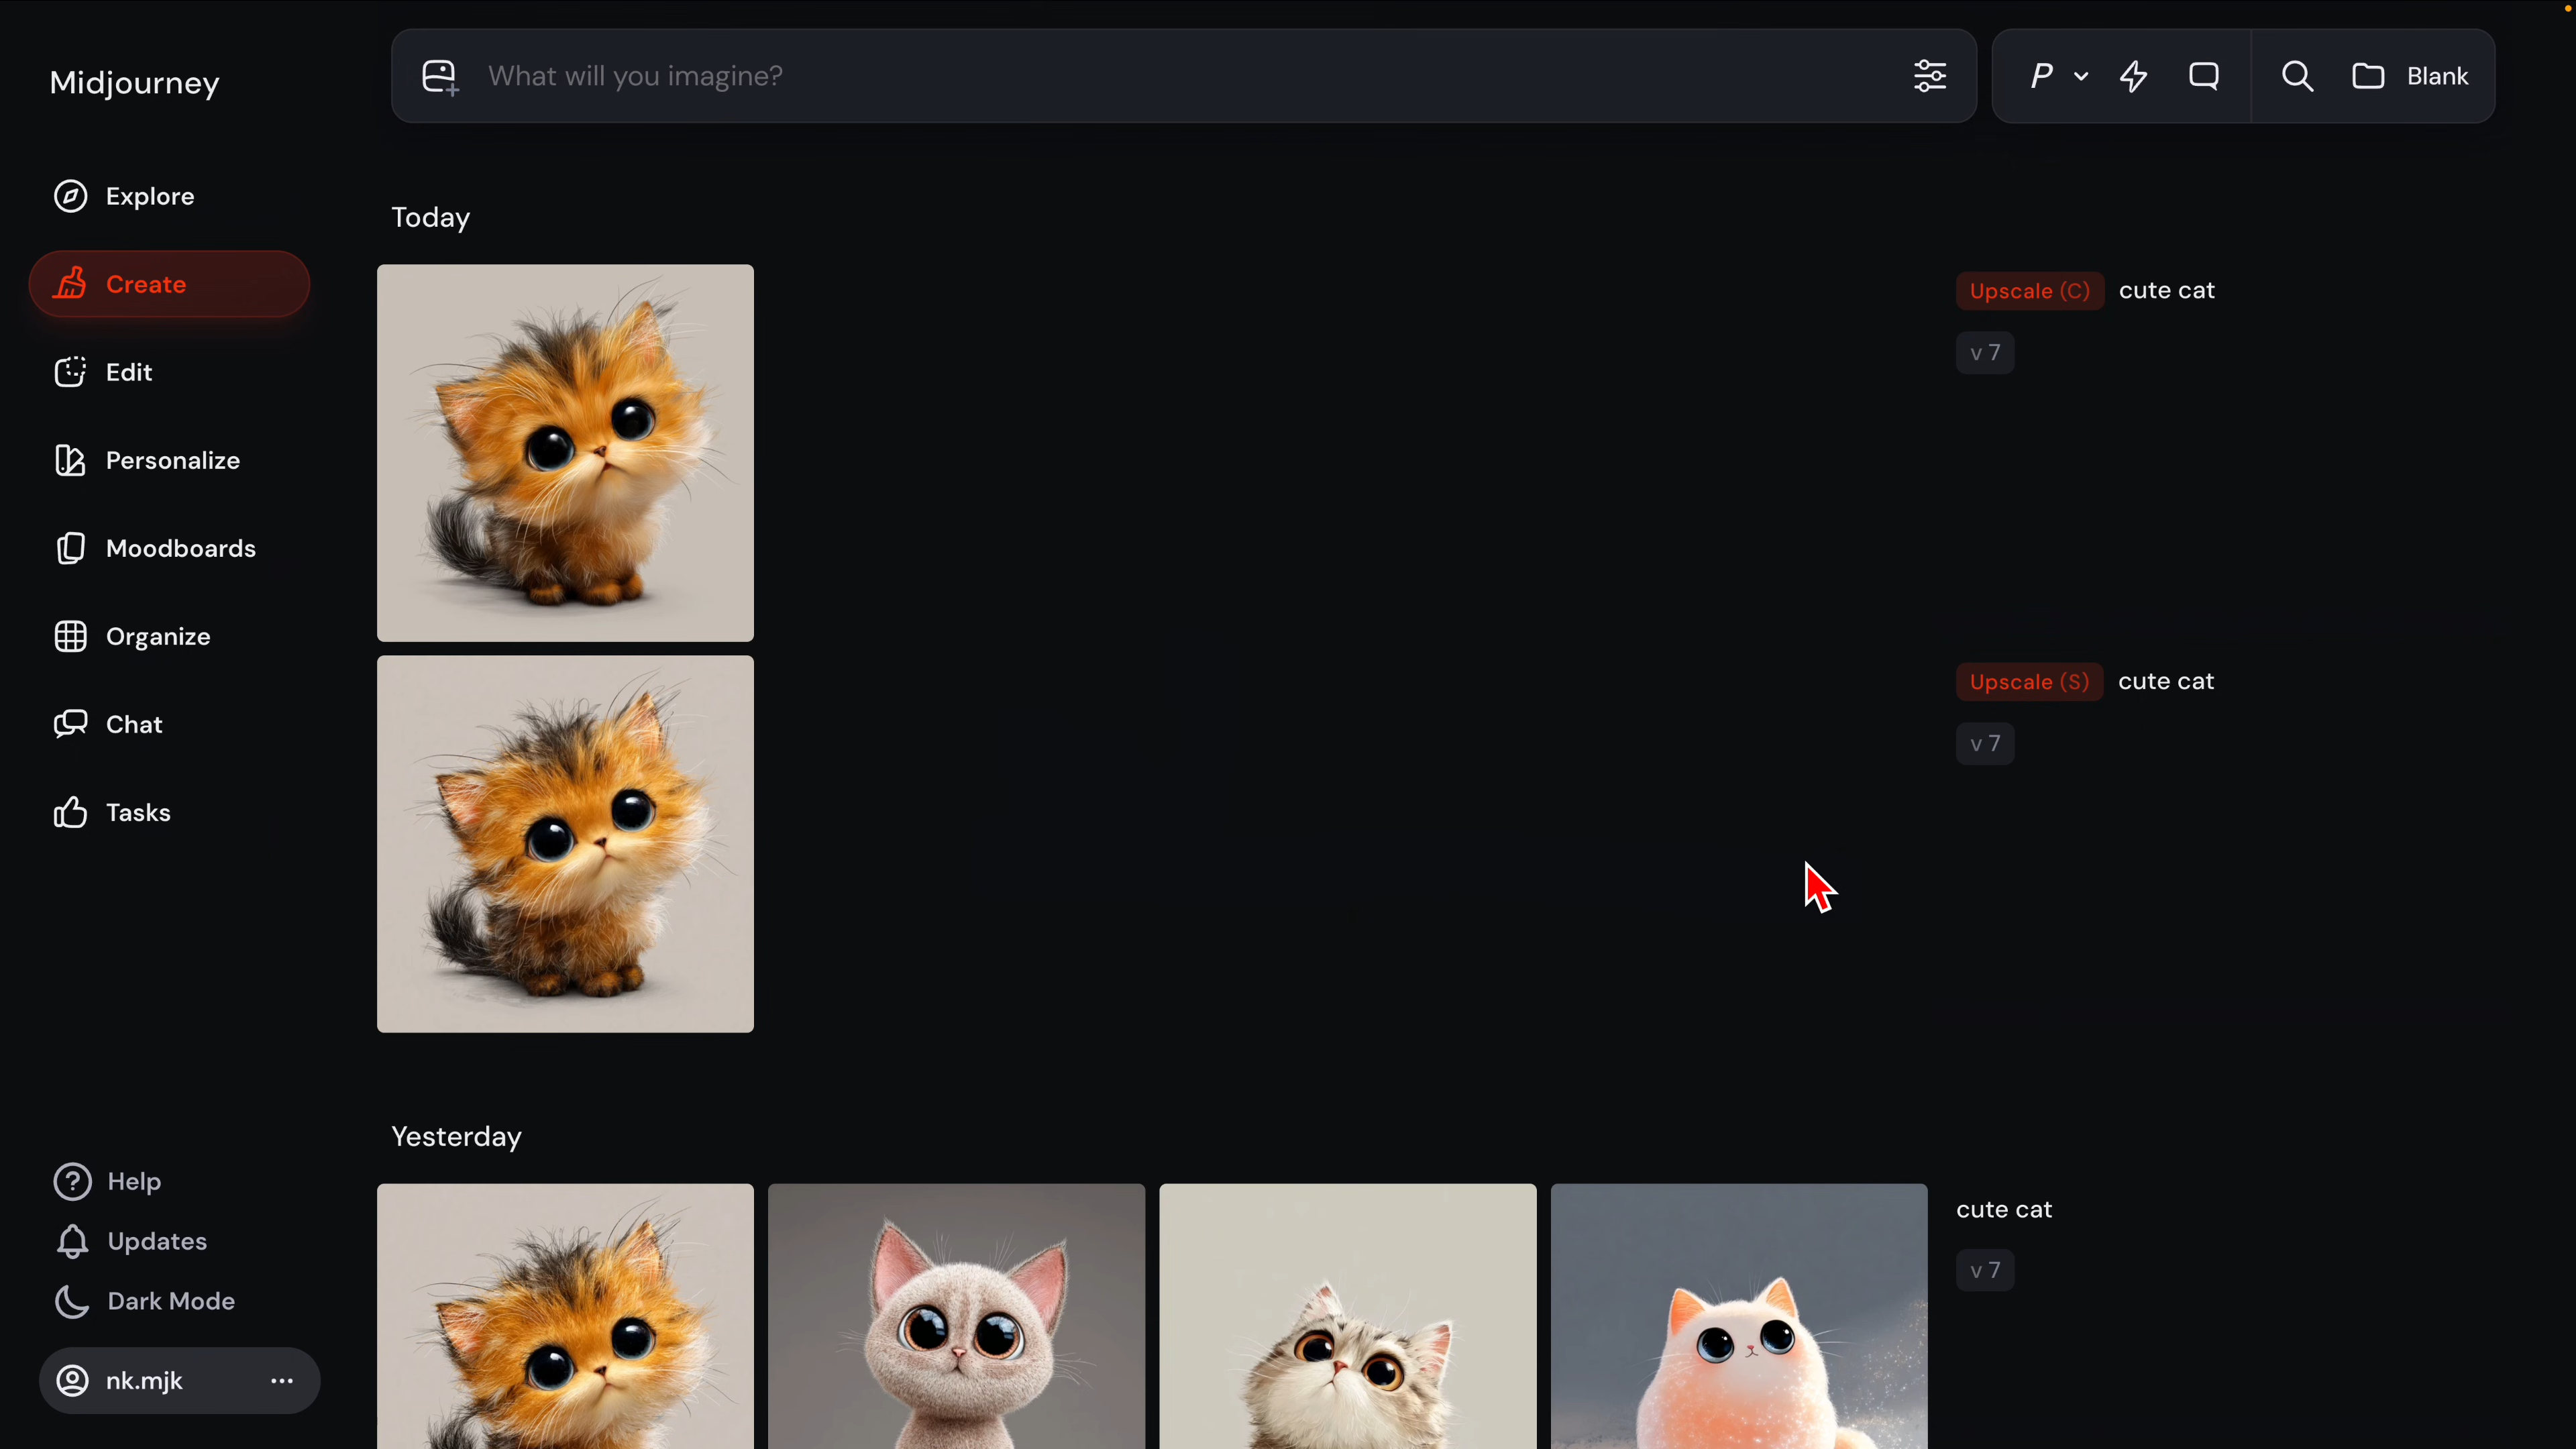 Midjourney
What will you imagine?
P
Blank
Explore
Create
Edit
Personalize
Moodboards
Organize
Chat
Tasks
Help
Updates
Dark Mode
nk.mjk
Today
Upscale (C) cute cat
v 7
Upscale (S) cute cat
v 7
Yesterday
cute cat
v 7